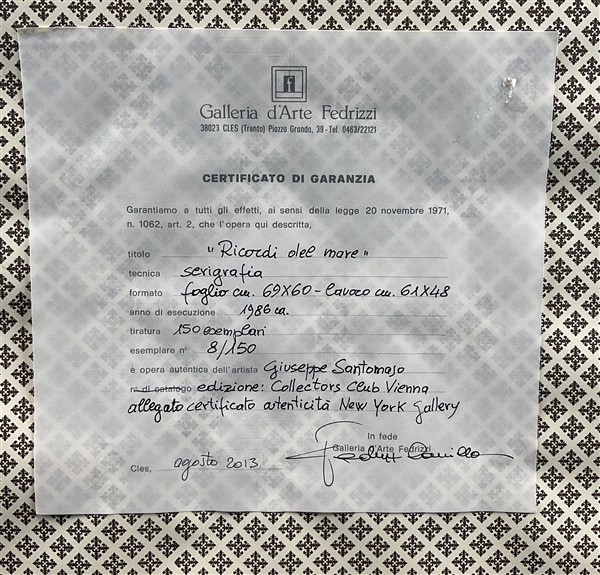 f
Galleria d'Arte Fedrizzi
38023 CLES (Trento) Piazza Granda, 39 - Tel. 0463/22121
CERTIFICATO DI GARANZIA
Garantiamo a tutti gli effetti, ai sensi della legge 20 novembre 1971,
n. 1062, art. 2, che l'opera qui descritta,
titolo "Ricordi del mare"
tecnica serigrafia
formato foglio cm. 69X60 - lavoro cm. 61X48
anno di esecuzione 1986 ca.
tiratura 150 esemplari
esemplare n° 8/150
è opera autentica dell'artista Giuseppe Santomaso
n° di catalogo edizione: Collectors Club Vienna
allegato certificato autenticità New York Gallery
In fede
Galleria d'Arte Fedrizzi
Cles, agosto 2013